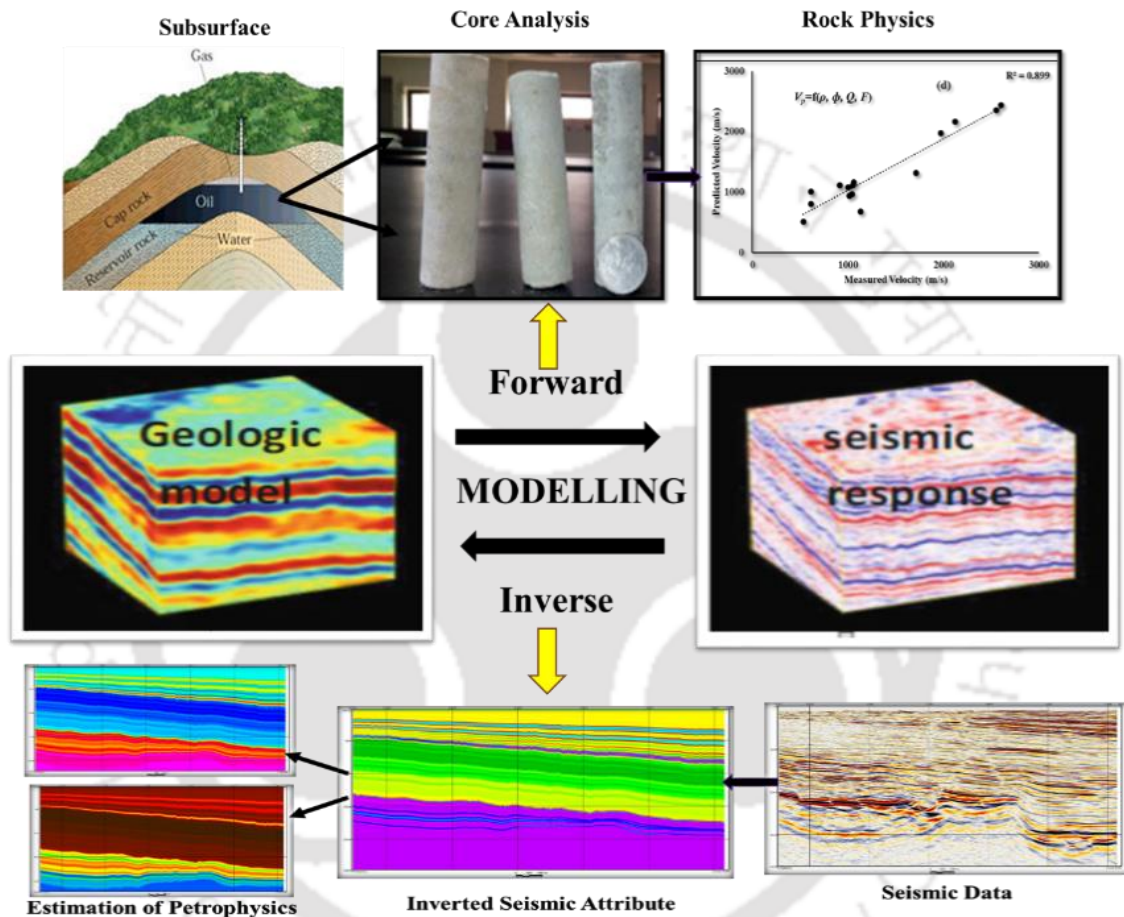 Subsurface
Core Analysis
Rock Physics
Gas
Cap rock
Oil
Reservoir rock
Water
3000
2000
1000
0
Predicted Velocity (m/s)
Vp=f(ρ, ϕ, Q, F)
(d)
R² = 0.899
0
1000
2000
3000
Measured Velocity (m/s)
Geologic
model
Forward
MODELLING
Inverse
seismic
response
Estimation of Petrophysics
Inverted Seismic Attribute
Seismic Data